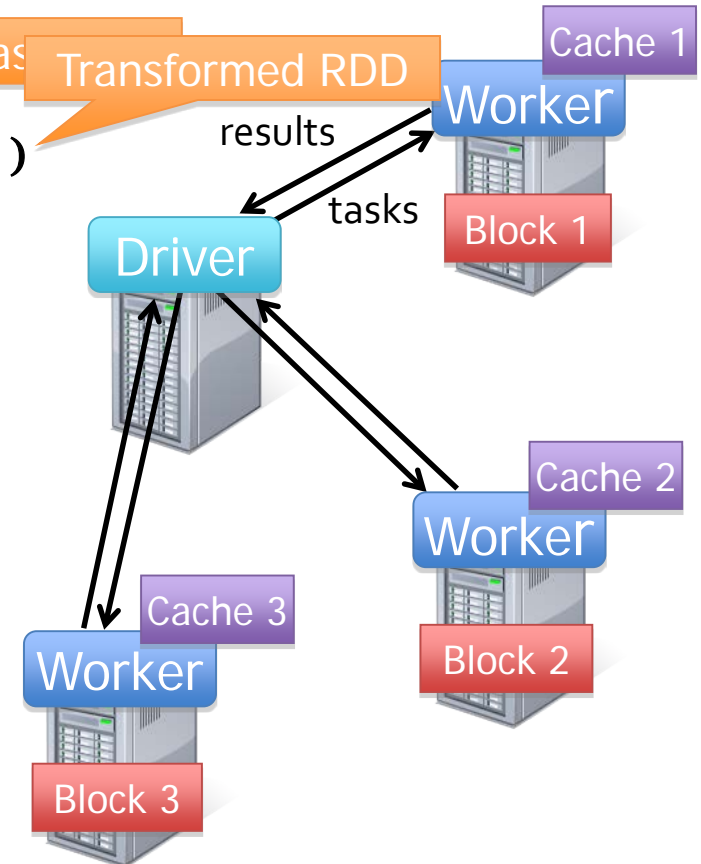 Cache 1
Transformed RDD
Worker
results
)
tasks
Block 1
Driver
Cache 2
Worker
Cache 3
Block 2
Worker
Block 3